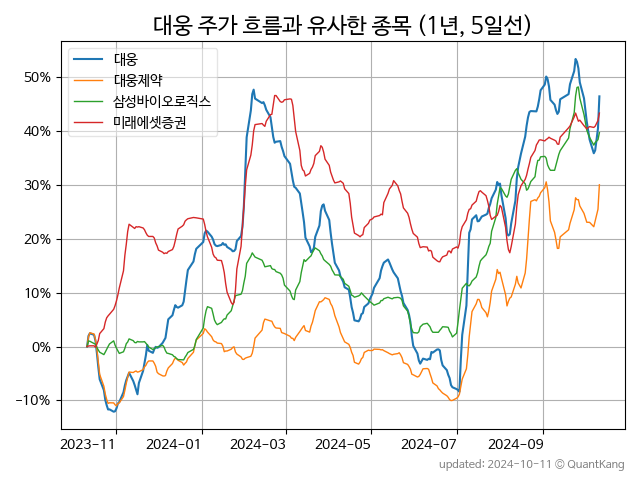 대웅 주가 흐름과 유사한 종목 (1년, 5일선)
대웅
대웅제약
삼성바이오로직스
미래에셋증권
50%
40%
30%
20%
10%
0%
−10%
2023-11
2024-01
2024-03
2024-05
2024-07
2024-09
updated: 2024-10-11 © QuantKang